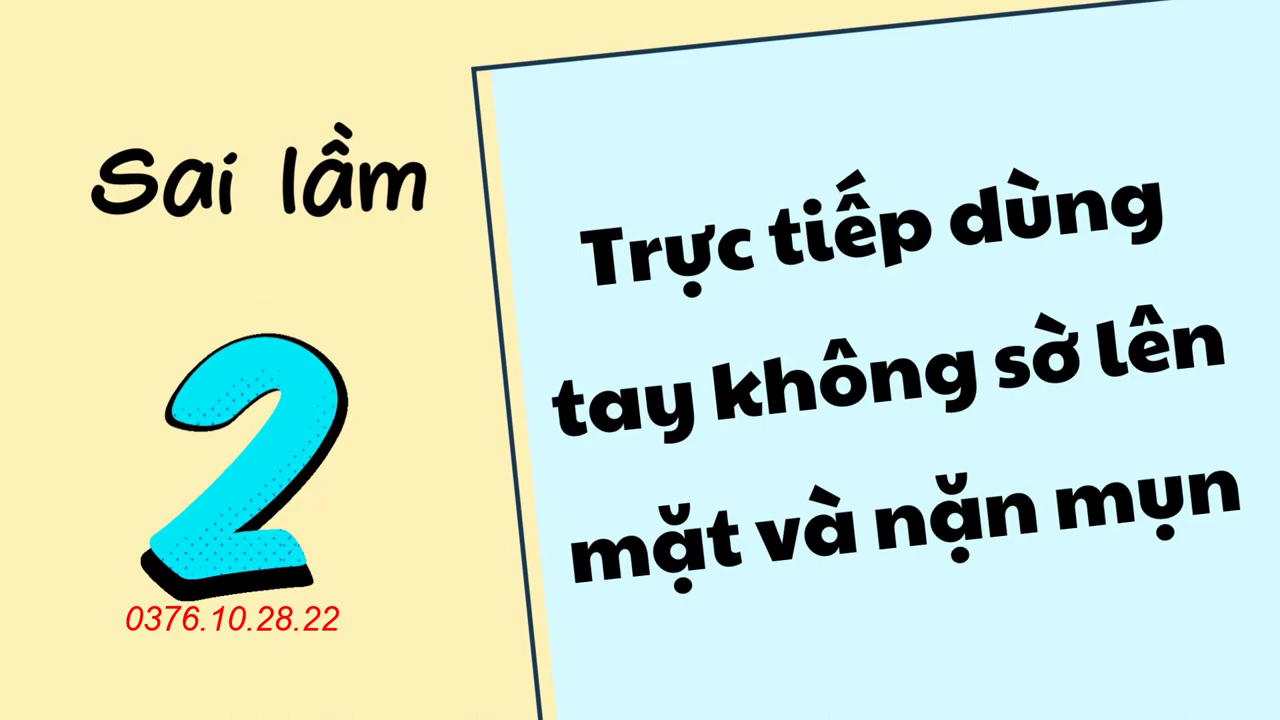 Sai lầm
2
0376.10.28.22
Trực tiếp dùng
tay không sờ lên
mặt và nặn mụn